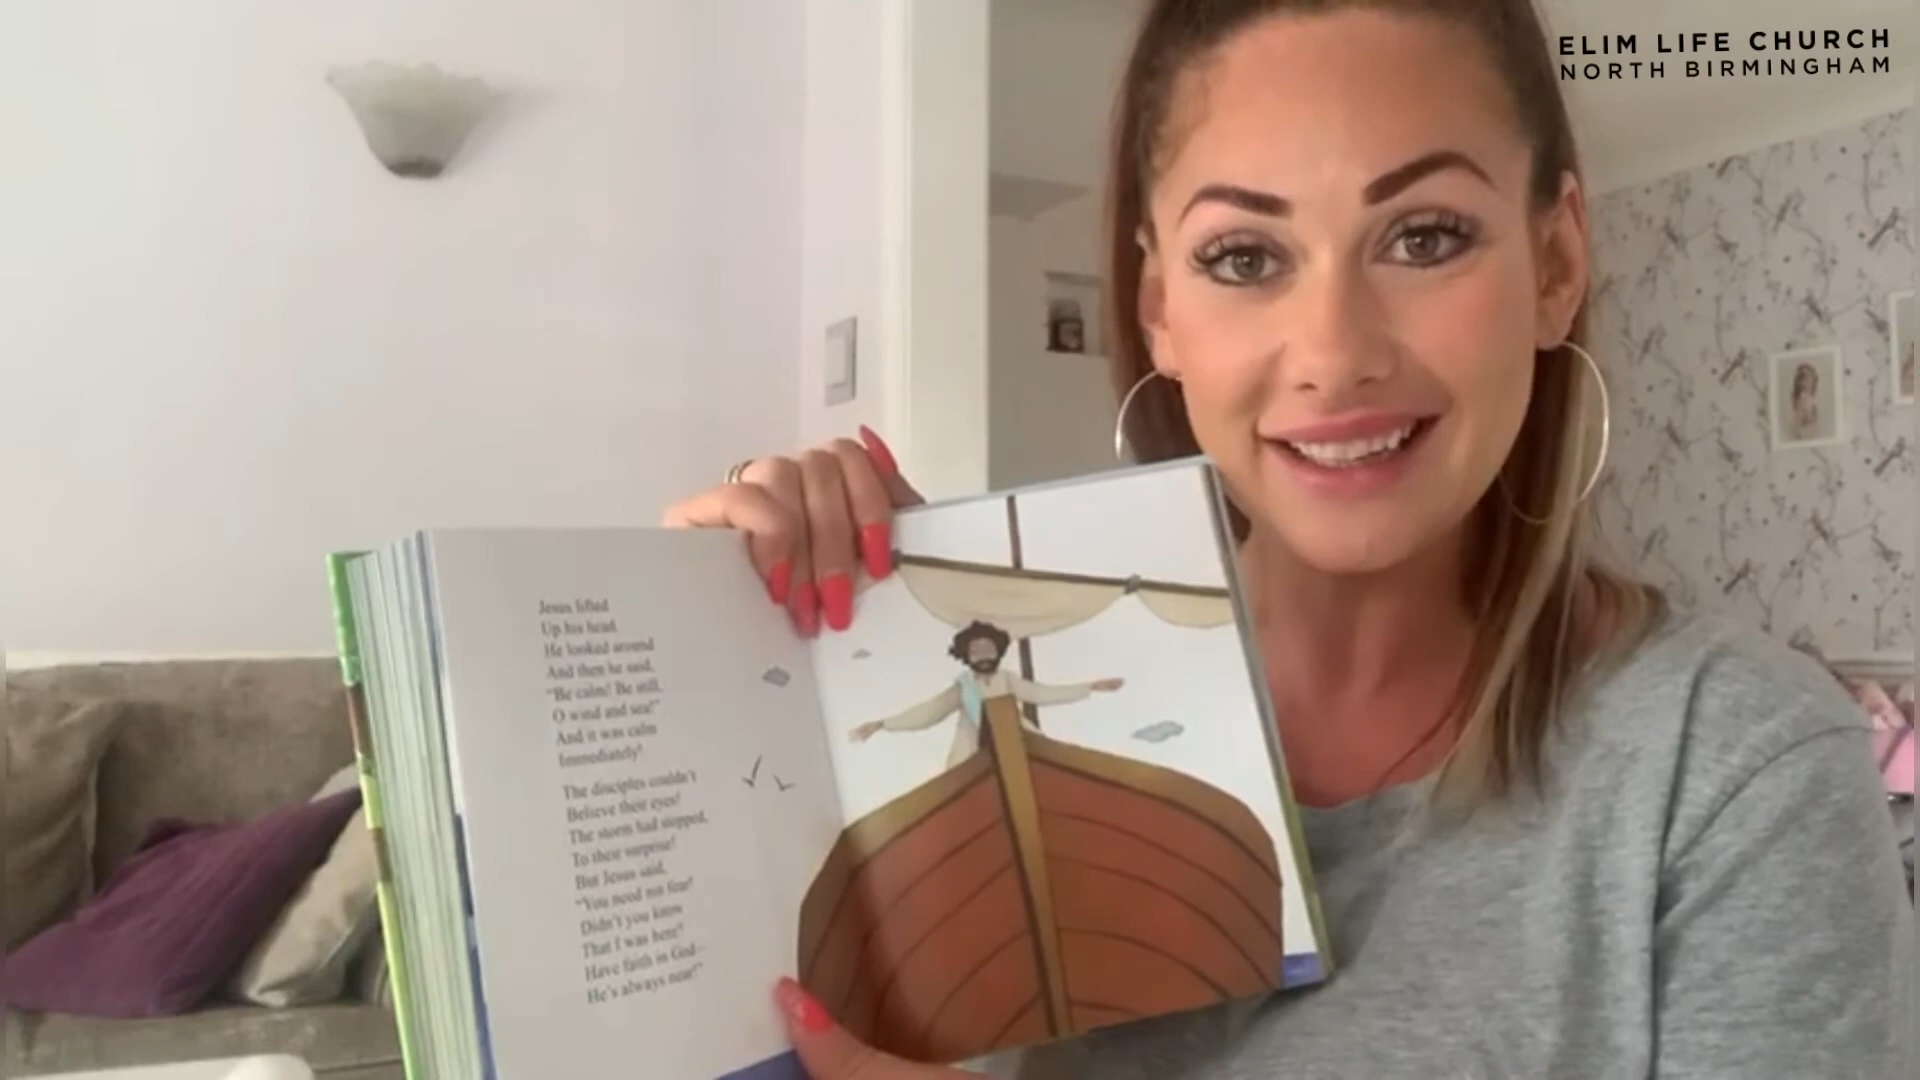 ELIM LIFE CHURCH
NORTH BIRMINGHAM
Jesus lifted
Up his head.
He looked around
And then he said,
"Be calm! Be still,
O wind and sea!"
And it was calm
Immediately!
The disciples couldn't
Believe their eyes!
The storm had stopped,
To their surprise!
But Jesus said,
"You need not fear!
Didn't you know
That I was here?
Have faith in God—
He's always near!"